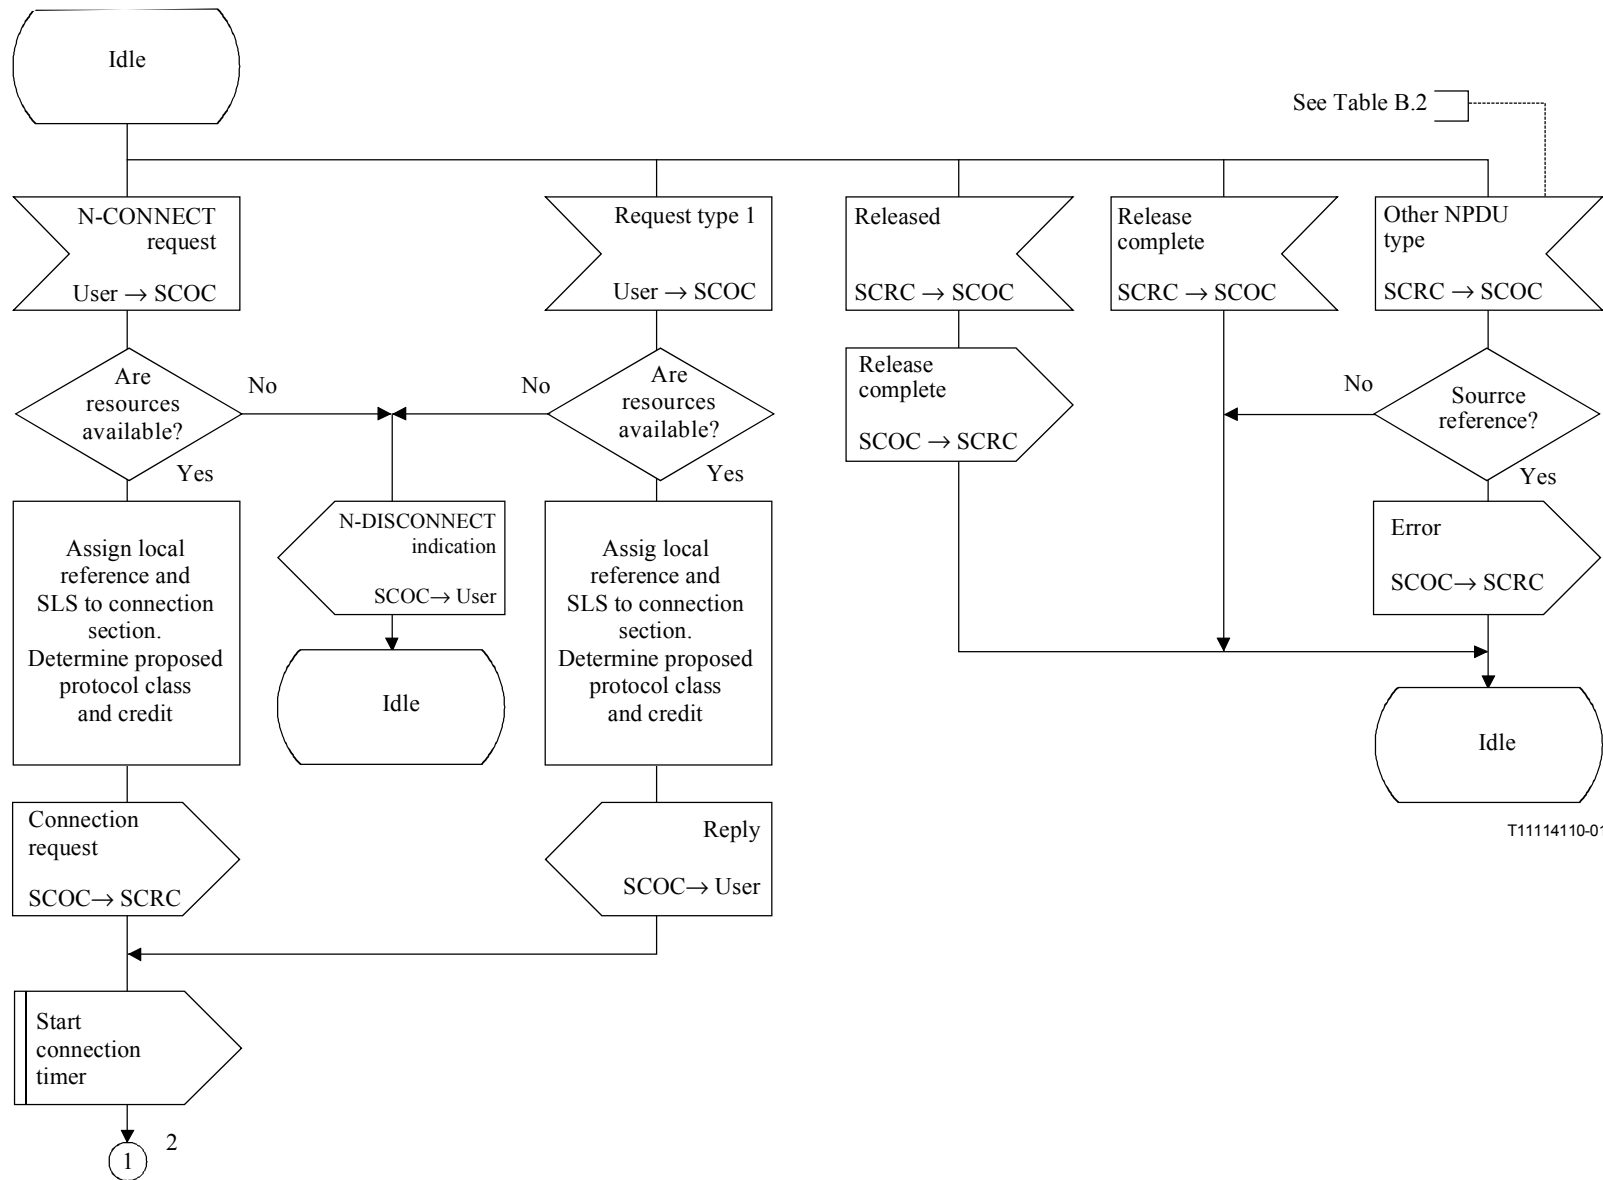 Idle
See Table B.2
N-CONNECT
request
User → SCOC
Request type 1
User → SCOC
Released
SCRC → SCOC
Release
complete
SCRC → SCOC
Other NPDU
type
SCRC → SCOC
Are
resources
available?
No
Yes
No
Are
resources
available?
Yes
Release
complete
SCOC → SCRC
No
Sourrce
reference?
Yes
Assign local
reference and
SLS to connection
section.
Determine proposed
protocol class
and credit
N-DISCONNECT
indication
SCOC→ User
Idle
Assig local
reference and
SLS to connection
section.
Determine proposed
protocol class
and credit
Error
SCOC→ SCRC
Idle
T11114110-01
Connection
request
SCOC→ SCRC
Reply
SCOC→ User
Start
connection
timer
2
1